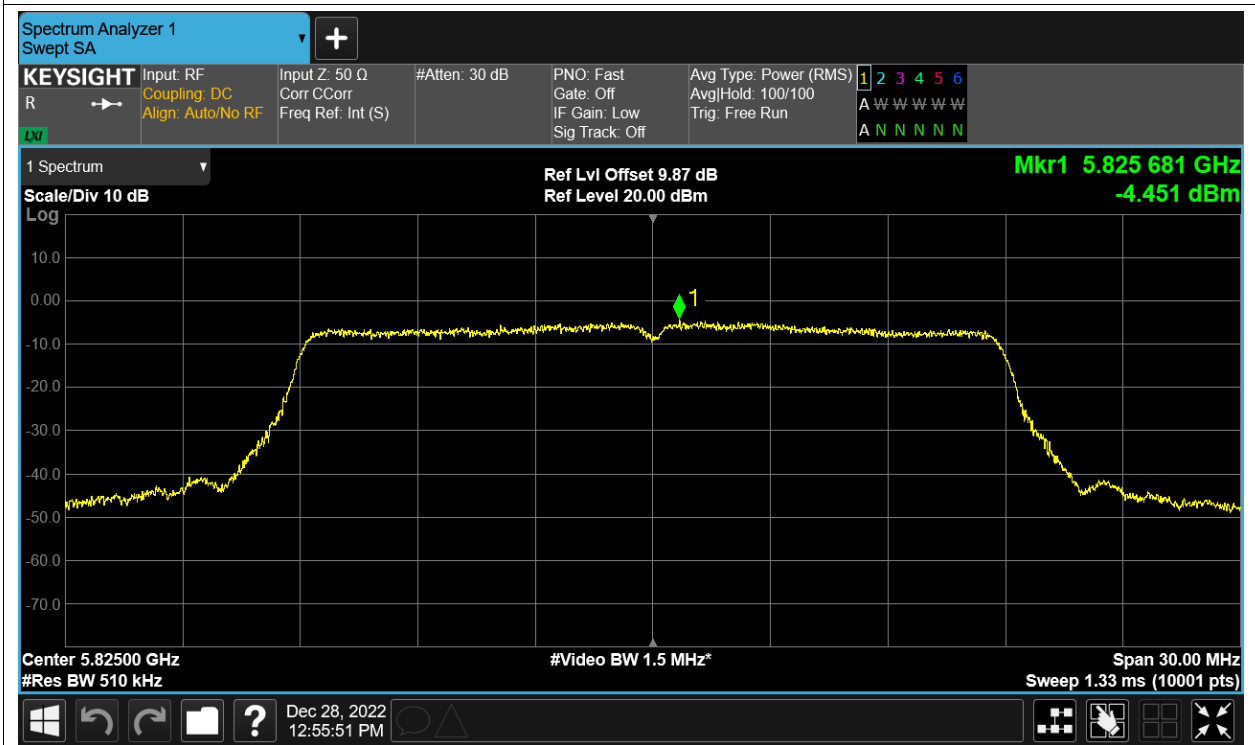 Spectrum Analyzer 1
Swept SA
+
KEYSIGHT
R
LXI
Input: RF
Coupling: DC
Align: Auto/No RF
Input Z: 50 Ω
Corr CCorr
Freq Ref: Int (S)
#Atten: 30 dB
PNO: Fast
Gate: Off
IF Gain: Low
Sig Track: Off
Avg Type: Power (RMS)
Avg|Hold: 100/100
Trig: Free Run
1 2 3 4 5 6
A W W W W W
A N N N N N
1 Spectrum
Scale/Div 10 dB
Ref Lvl Offset 9.87 dB
Ref Level 20.00 dBm
Mkr1 5.825 681 GHz
-4.451 dBm
Log
10.0
0.00
-10.0
-20.0
-30.0
-40.0
-50.0
-60.0
-70.0
1
Center 5.82500 GHz
#Res BW 510 kHz
#Video BW 1.5 MHz*
Span 30.00 MHz
Sweep 1.33 ms (10001 pts)
?
Dec 28, 2022
12:55:51 PM